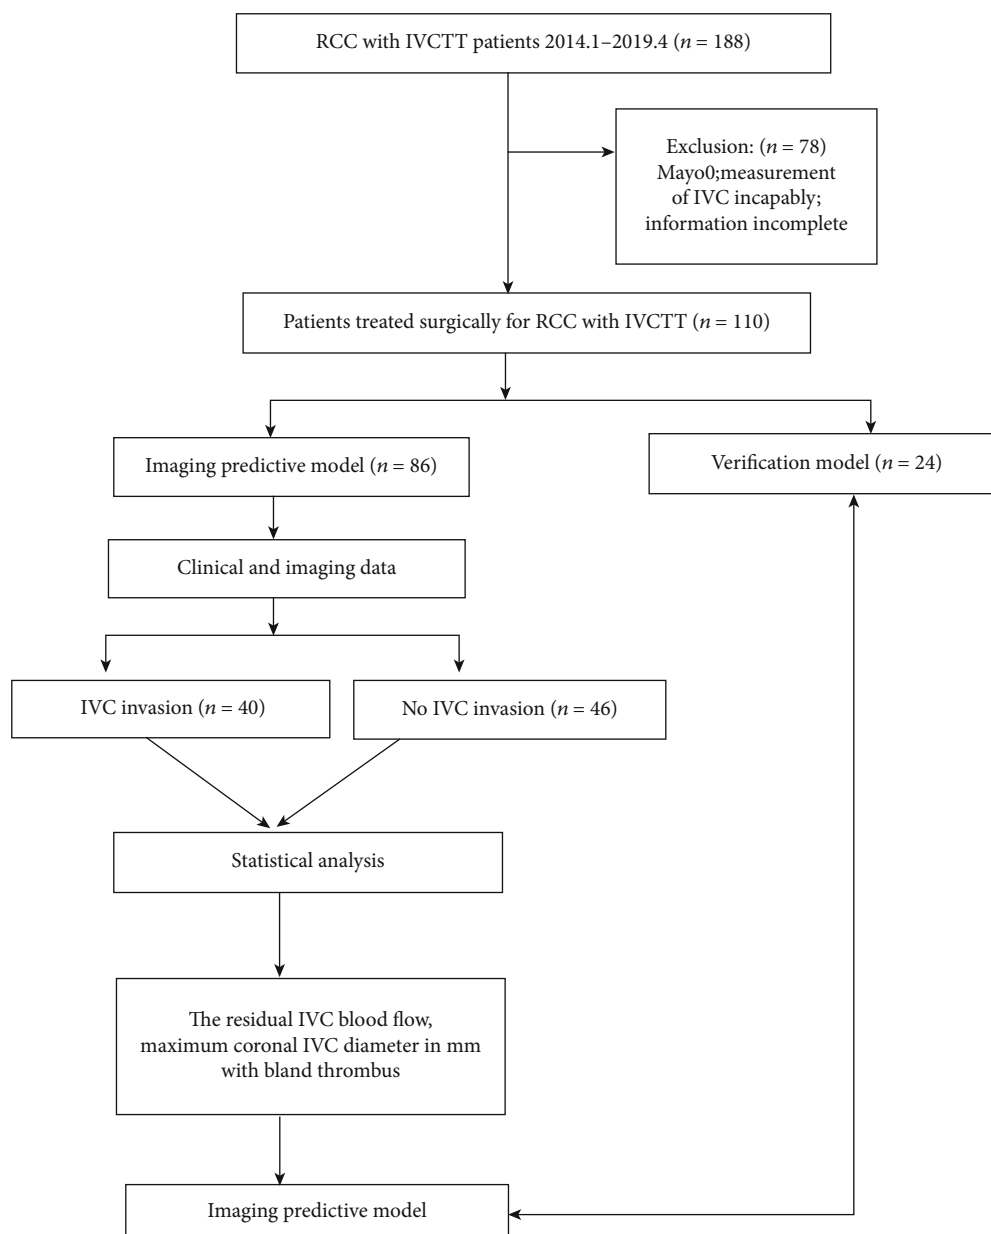 RCC with IVCTT patients 2014.1–2019.4 (n = 188)
Exclusion: (n = 78)
Mayo0;measurement
of IVC incapably;
information incomplete
Patients treated surgically for RCC with IVCTT (n = 110)
Imaging predictive model (n = 86)
Verification model (n = 24)
Clinical and imaging data
IVC invasion (n = 40)
No IVC invasion (n = 46)
Statistical analysis
The residual IVC blood flow,
maximum coronal IVC diameter in mm
with bland thrombus
Imaging predictive model